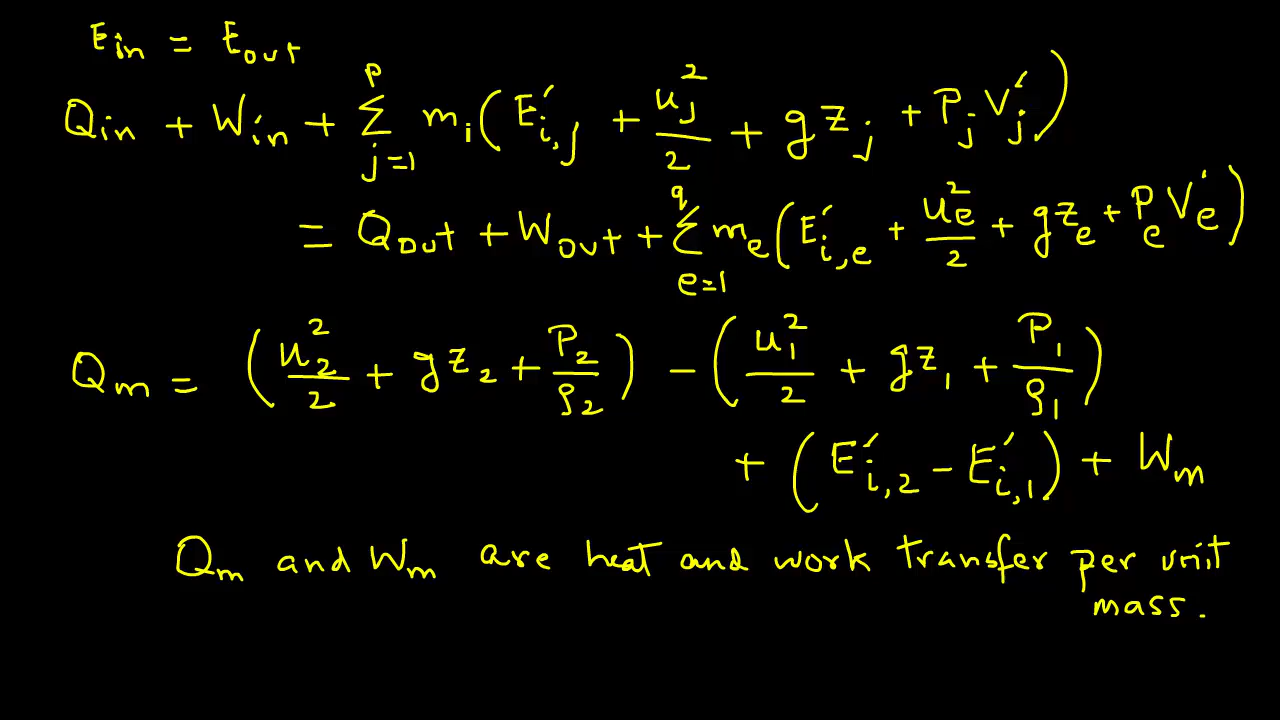 E_in = E_out
Q_in + W_in + Σ_{j=1}^{p} m_i (E′_{i,j} + u_j^2/2 + g z_j + P_j V′_j)
= Q_out + W_out + Σ_{e=1}^{q} m_e (E′_{i,e} + u_e^2/2 + g z_e + P_e V′_e)
Q_m = (u_2^2/2 + g z_2 + P_2/ρ_2) − (u_1^2/2 + g z_1 + P_1/ρ_1)
+ (E′_{i,2} − E′_{i,1}) + W_m
Q_m and W_m are heat and work transfer per unit
mass.